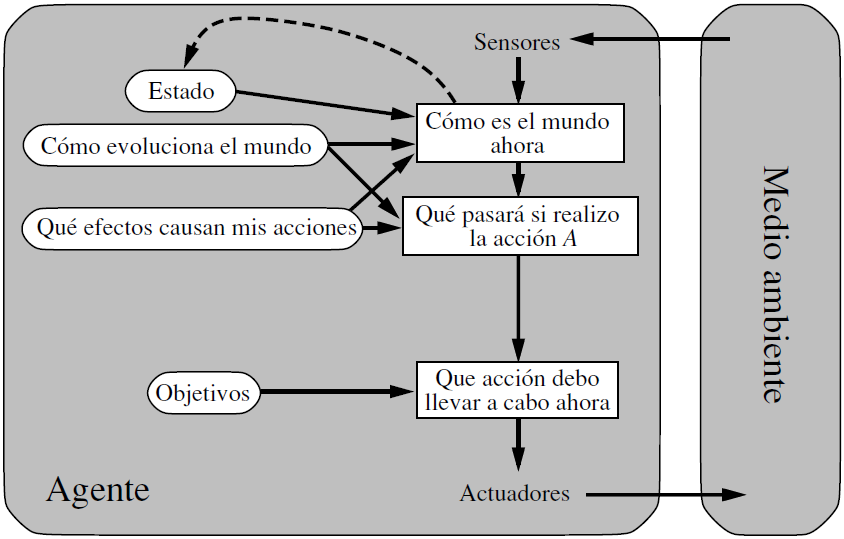 Sensores
Estado
Cómo es el mundo
ahora
Cómo evoluciona el mundo
Qué efectos causan mis acciones
Qué pasará si realizo
la acción A
Objetivos
Que acción debo
llevar a cabo ahora
Agente
Actuadores
Medio ambiente